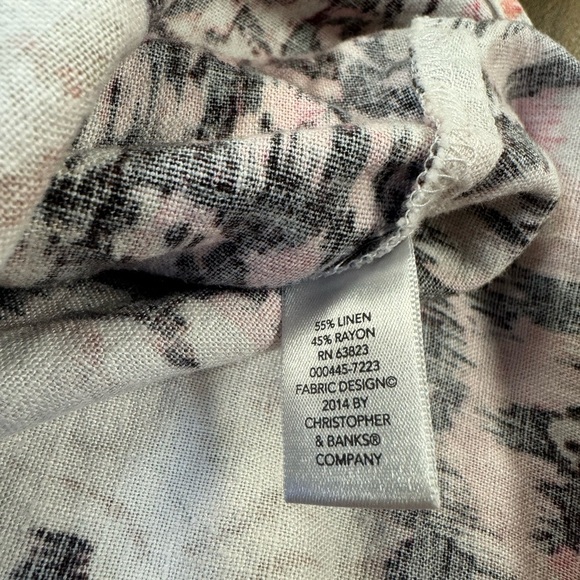 55% LINEN
45% RAYON
RN 63823
000445-7223
FABRIC DESIGN©
2014 BY
CHRISTOPHER
& BANKS®
COMPANY